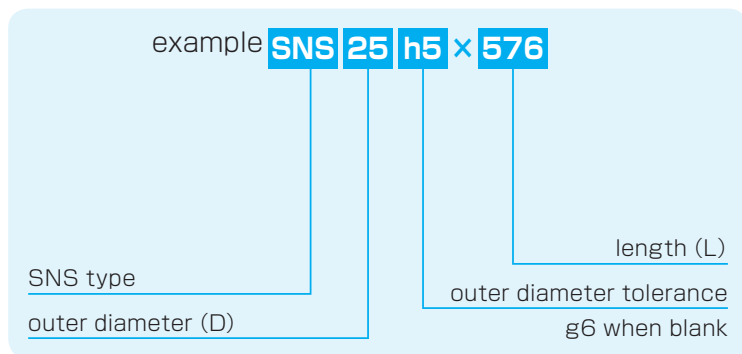 example SNS 25 h5 × 576
length (L)
SNS type
outer diameter tolerance
outer diameter (D)
g6 when blank